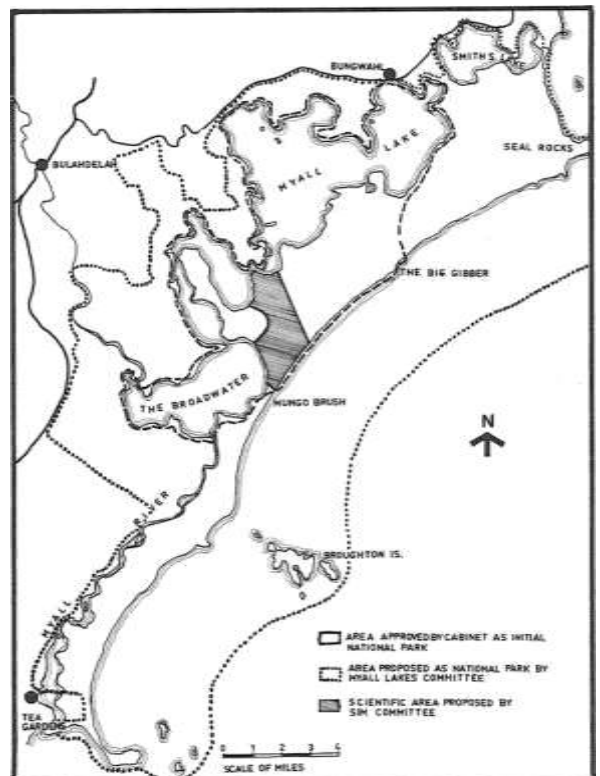 SMITH'S LAKE
BUNGWAHL
SEAL ROCKS
BULAHDELAH
MYALL LAKE
THE BIG GIBBER
THE BROADWATER
MUNGO BRUSH
N
MYALL RIVER
BROUGHTON IS.
AREA APPROVED BY CABINET AS INITIAL
NATIONAL PARK
AREA PROPOSED AS NATIONAL PARK BY
MYALL LAKES COMMITTEE
SCIENTIFIC AREA PROPOSED BY
SIM COMMITTEE
TEA
GARDENS
0 1 2 3 4
SCALE OF MILES